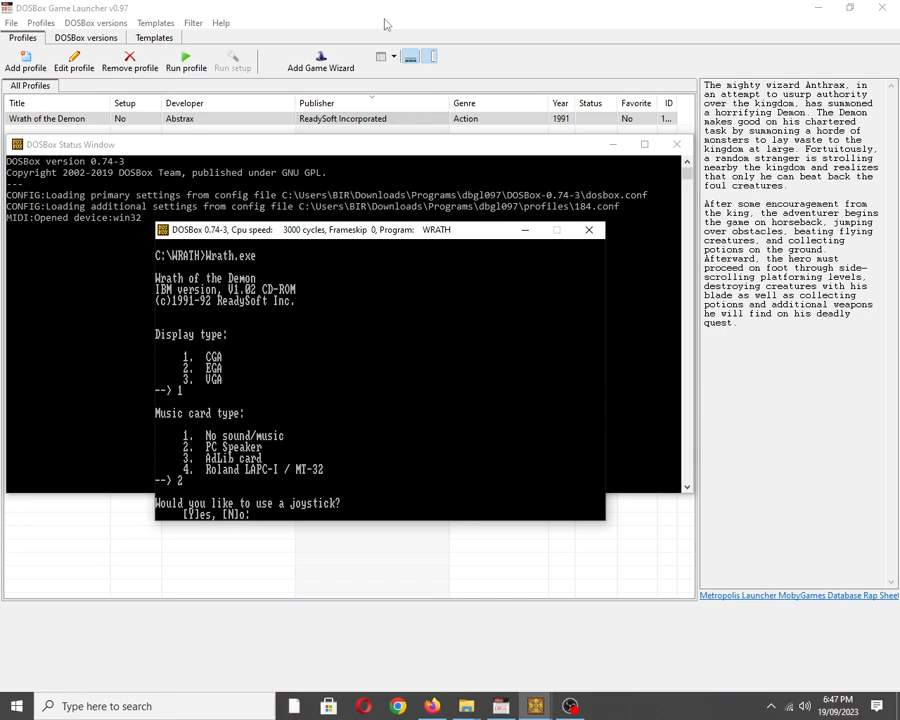 DOSBox Game Launcher v0.97
File Profiles DOSBox versions Templates Filter Help
Profiles DOSBox versions Templates
Add profile Edit profile Remove profile Run profile Run setup Add Game Wizard
All Profiles
Title Setup Developer Publisher Genre Year Status Favorite ID
Wrath of the Demon No Abstrax ReadySoft Incorporated Action 1991 No 1...
DOSBox Status Window
DOSBox version 0.74-3
Copyright 2002-2019 DOSBox Team, published under GNU GPL.
---
CONFIG:Loading primary settings from config file C:\Users\BIR\Downloads\Programs\dbgl097\DOSBox-0.74-3\dosbox.conf
CONFIG:Loading additional settings from config file C:\Users\BIR\Downloads\Programs\dbgl097\profiles\184.conf
MIDI:Opened device:win32
DOSBox 0.74-3, Cpu speed: 3000 cycles, Frameskip 0, Program: WRATH
C:\WRATH>Wrath.exe
Wrath of the Demon
IBM version, V1.02 CD-ROM
(c)1991-92 ReadySoft Inc.
Display type:
1. CGA
2. EGA
3. VGA
--> 1
Music card type:
1. No sound/music
2. PC Speaker
3. AdLib card
4. Roland LAPC-I / MT-32
--> 2
Would you like to use a joystick?
[Y]es, [N]o:
The mighty wizard Anthrax, in
an attempt to usurp authority
over the kingdom, has summoned
a horrifying Demon. The Demon
makes good on his chartered
task by summoning a horde of
monsters to lay waste to the
kingdom at large. Fortuitously,
a random stranger is strolling
nearby the kingdom and realizes
that only he can beat back the
foul creatures.
After some encouragement from
the king, the adventurer begins
the game on horseback, jumping
over obstacles, beating flying
creatures, and collecting
potions on the ground.
Afterward, the hero must
proceed on foot through side-
scrolling platforming levels,
destroying creatures with his
blade as well as collecting
potions and additional weapons
he will find on his deadly
quest.
Metropolis Launcher MobyGames Database Rap Sheet
Type here to search
6:47 PM
19/09/2023